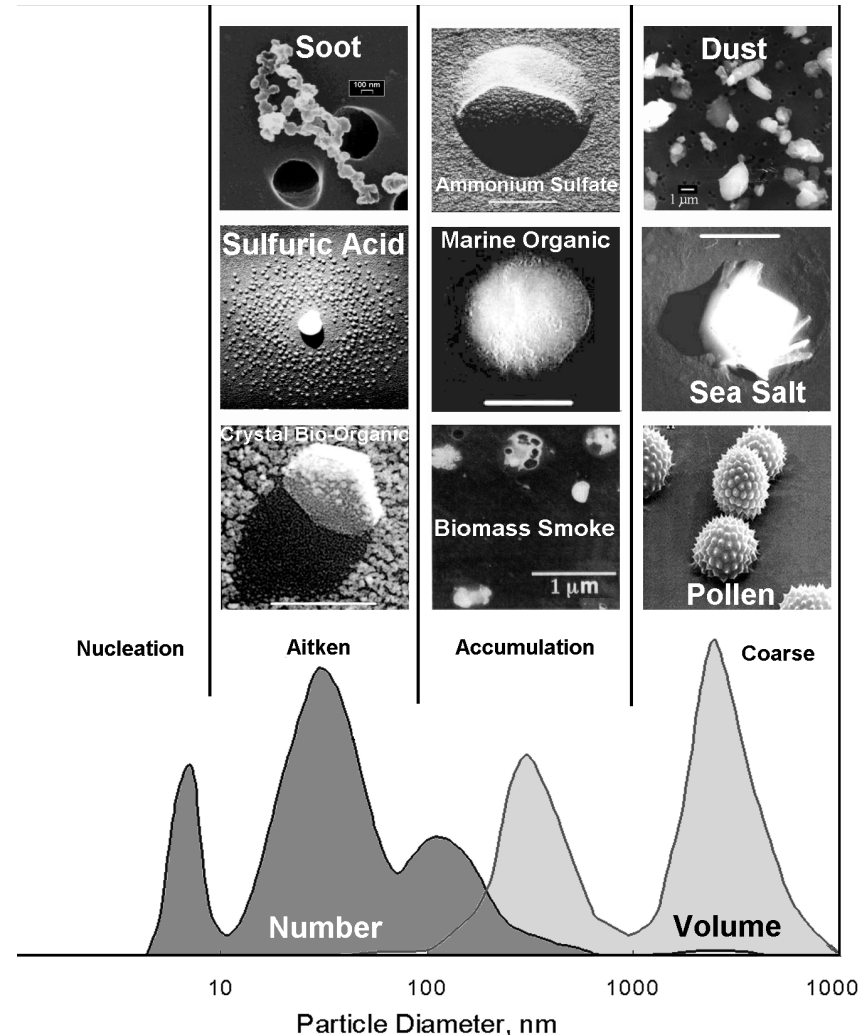 Soot
100 nm
Ammonium Sulfate
Dust
1 µm
Sulfuric Acid
Marine Organic
Sea Salt
Crystal Bio-Organic
Biomass Smoke
1 µm
Pollen
Nucleation
Aitken
Accumulation
Coarse
Number
Volume
10
100
1000
1000
Particle Diameter, nm